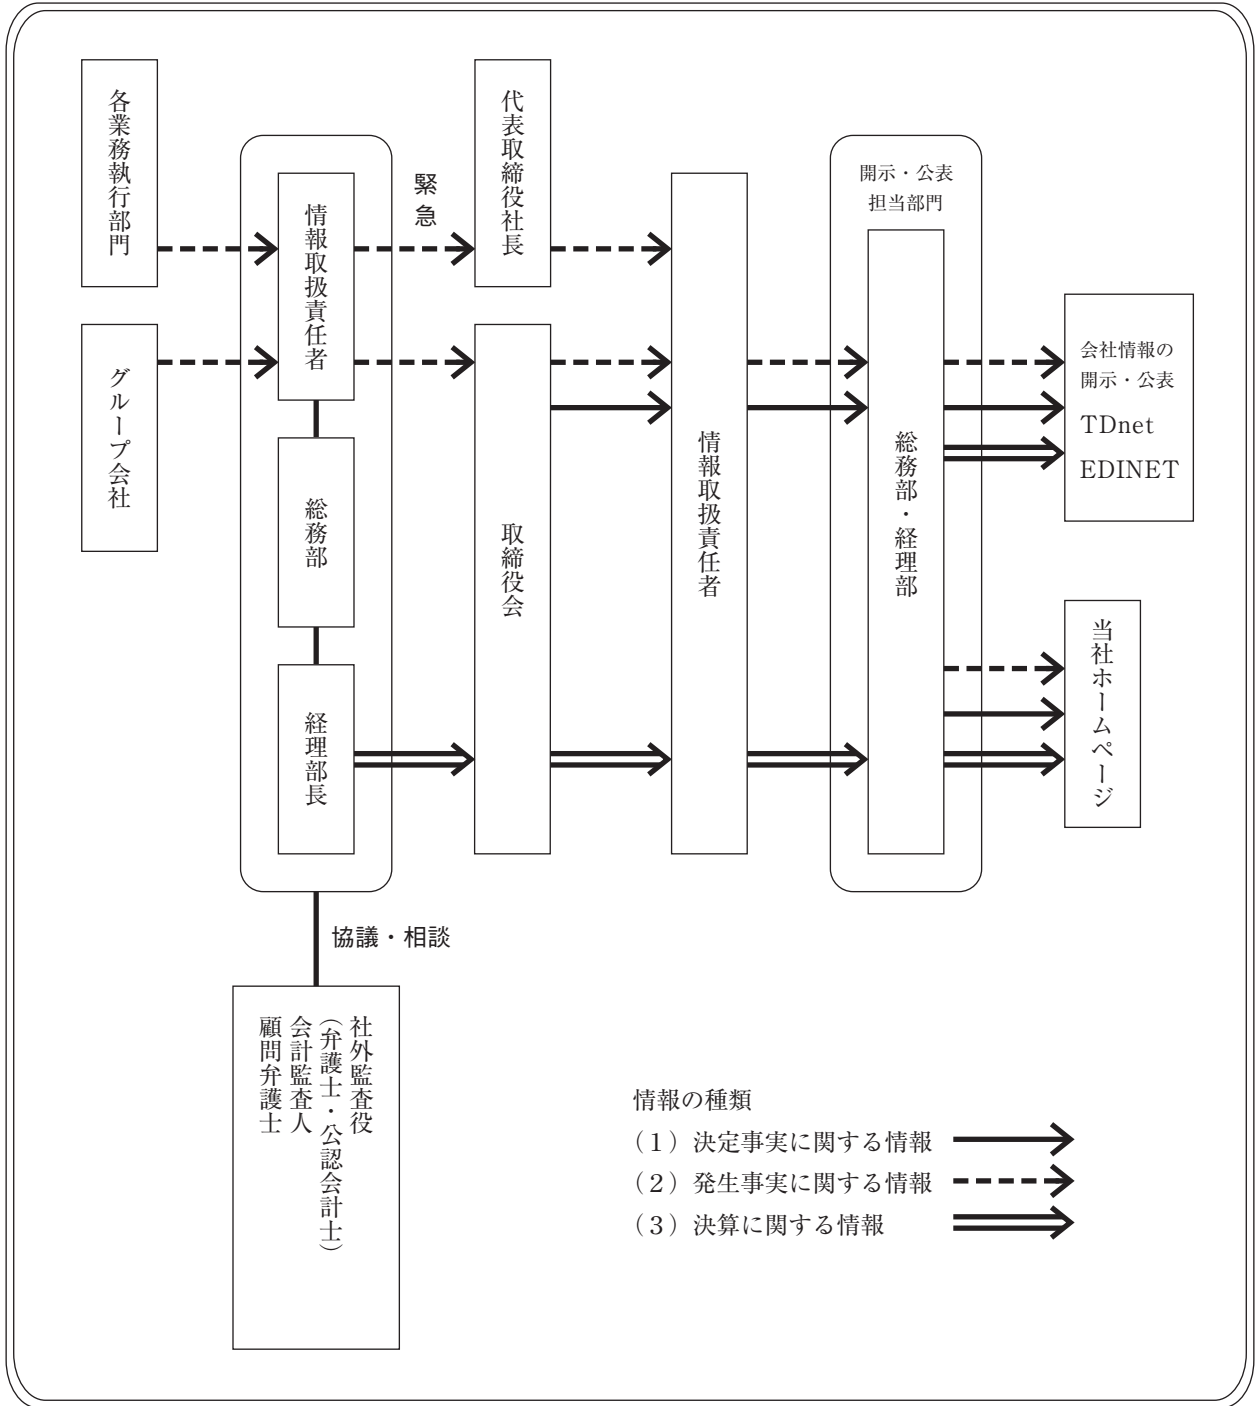 各業務執行部門
グループ会社
情報取扱責任者
総務部
経理部長
緊急
代表取締役社長
取締役会
情報取扱責任者
開示・公表
担当部門
総務部・経理部
会社情報の
開示・公表
TDnet
EDINET
当社ホームページ
協議・相談
社外監査役
（弁護士・公認会計士）
会計監査人
顧問弁護士
情報の種類
（１）決定事実に関する情報
（２）発生事実に関する情報
（３）決算に関する情報